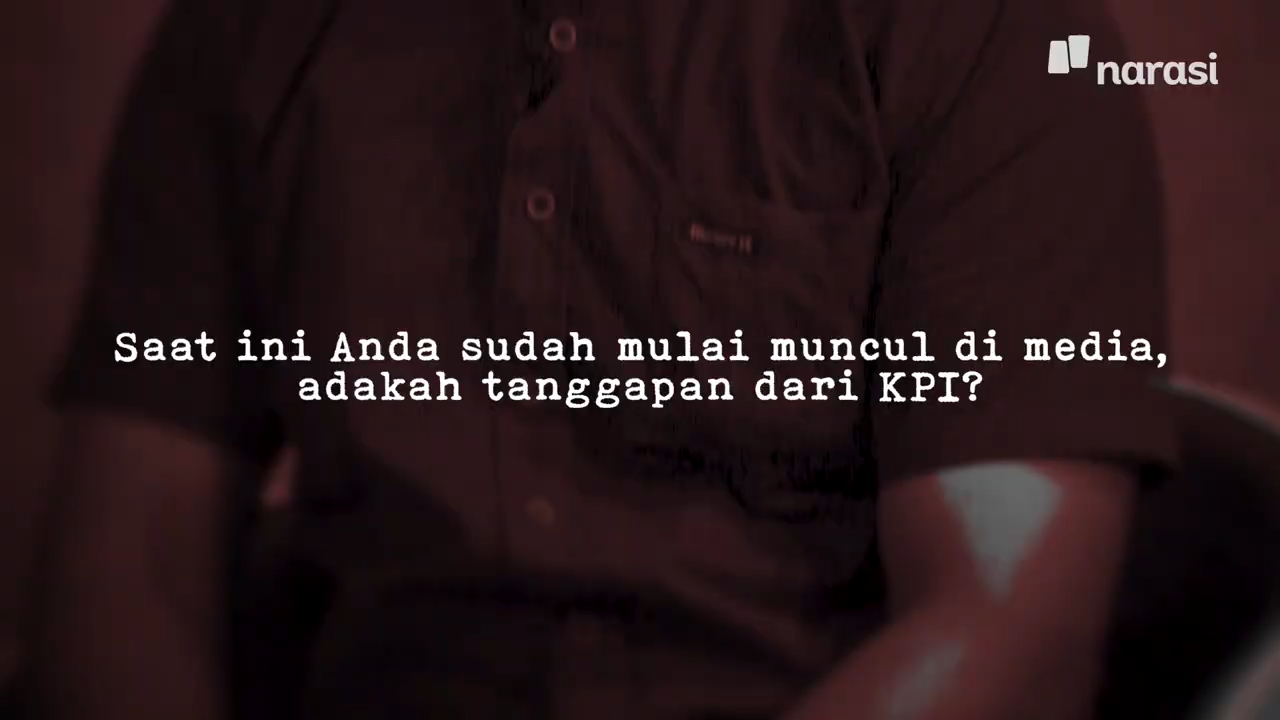 narasi
Saat ini Anda sudah mulai muncul di media,
adakah tanggapan dari KPI?